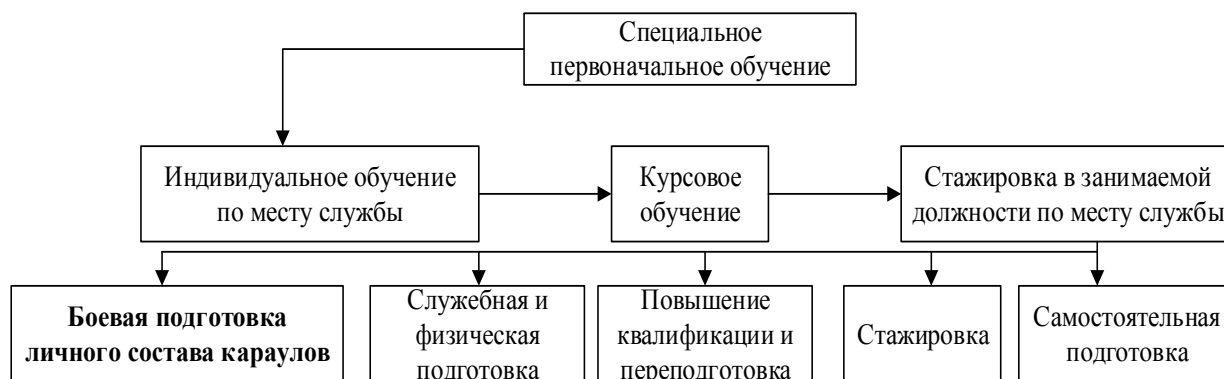 Специальное
первоначальное обучение
Индивидуальное обучение
по месту службы
Курсовое
обучение
Стажировка в занимаемой
должности по месту службы
Боевая подготовка
личного состава караулов
Служебная и
физическая
подготовка
Повышение
квалификации и
переподготовка
Стажировка
Самостоятельная
подготовка